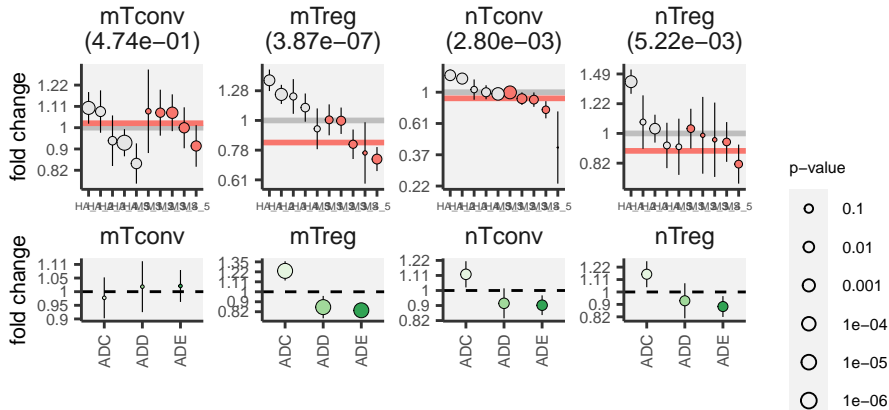 mTconv
(4.74e−01)
mTreg
(3.87e−07)
nTconv
(2.80e−03)
nTreg
(5.22e−03)
fold change
1.22
1.11
1
0.9
0.82
1.28
1
0.78
0.61
1
0.61
0.37
0.22
1.49
1.22
1
0.82
mTconv
mTreg
nTconv
nTreg
fold change
1.11
1.05
1
0.95
0.9
1.35
1.22
1.11
1
0.9
0.82
1.22
1.11
1
0.9
0.82
1.22
1.11
1
0.9
0.82
ADC
ADD
ADE
ADC
ADD
ADE
ADC
ADD
ADE
ADC
ADD
ADE
p−value
0.1
0.01
0.001
1e−04
1e−05
1e−06